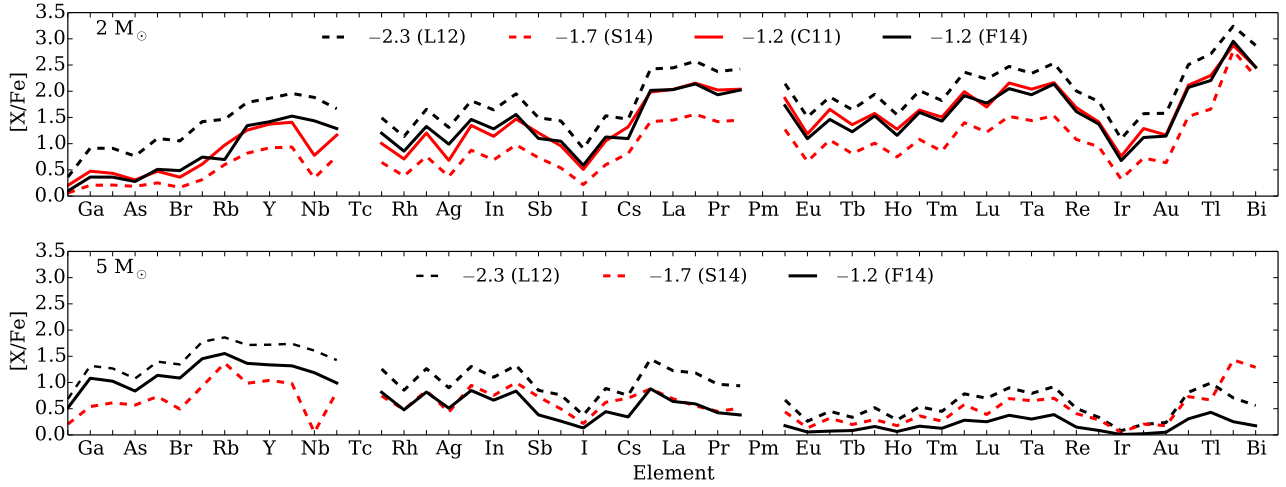 3.5
3.0
2.5
2.0
1.5
1.0
0.5
0.0
[X/Fe]
2 M☉
−2.3 (L12) −1.7 (S14) −1.2 (C11) −1.2 (F14)
Ga As Br Rb Y Nb Tc Rh Ag In Sb I Cs La Pr Pm Eu Tb Ho Tm Lu Ta Re Ir Au Tl Bi
3.5
3.0
2.5
2.0
1.5
1.0
0.5
0.0
[X/Fe]
5 M☉
−2.3 (L12) −1.7 (S14) −1.2 (F14)
Ga As Br Rb Y Nb Tc Rh Ag In Sb I Cs La Pr Pm Eu Tb Ho Tm Lu Ta Re Ir Au Tl Bi
Element